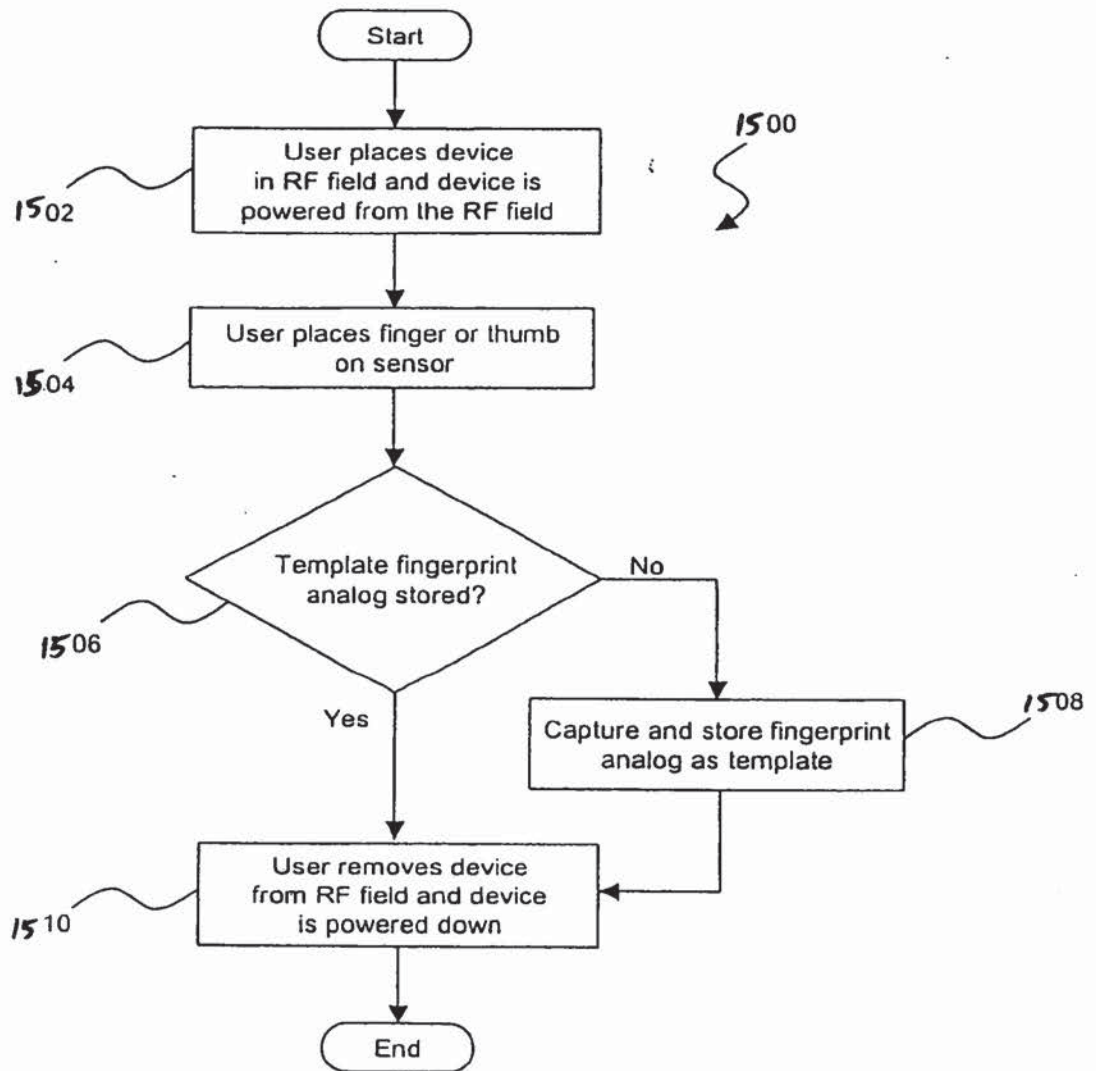 Start
1500
User places device
in RF field and device is
powered from the RF field
1502
User places finger or thumb
on sensor
1504
Template fingerprint
analog stored?
No
1506
Yes
1508
Capture and store fingerprint
analog as template
User removes device
from RF field and device
is powered down
1510
End